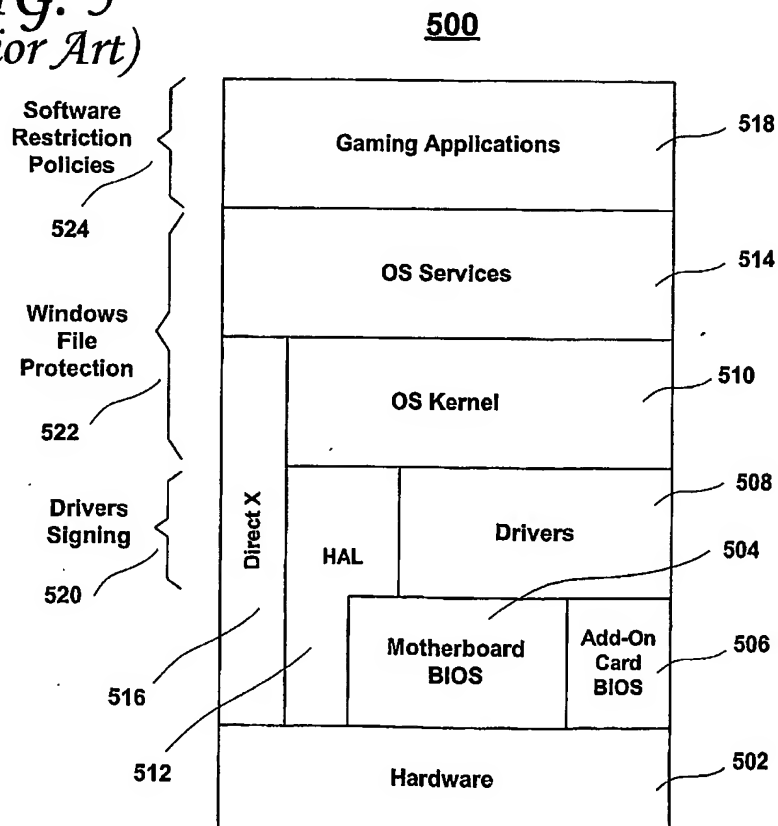 500
(Prior Art)
Software
Restriction
Policies
524
Gaming Applications
518
OS Services
514
Windows
File
Protection
522
OS Kernel
510
Drivers
Signing
520
Direct X
HAL
Drivers
508
504
Motherboard
BIOS
Add-On
Card
BIOS
506
516
512
Hardware
502